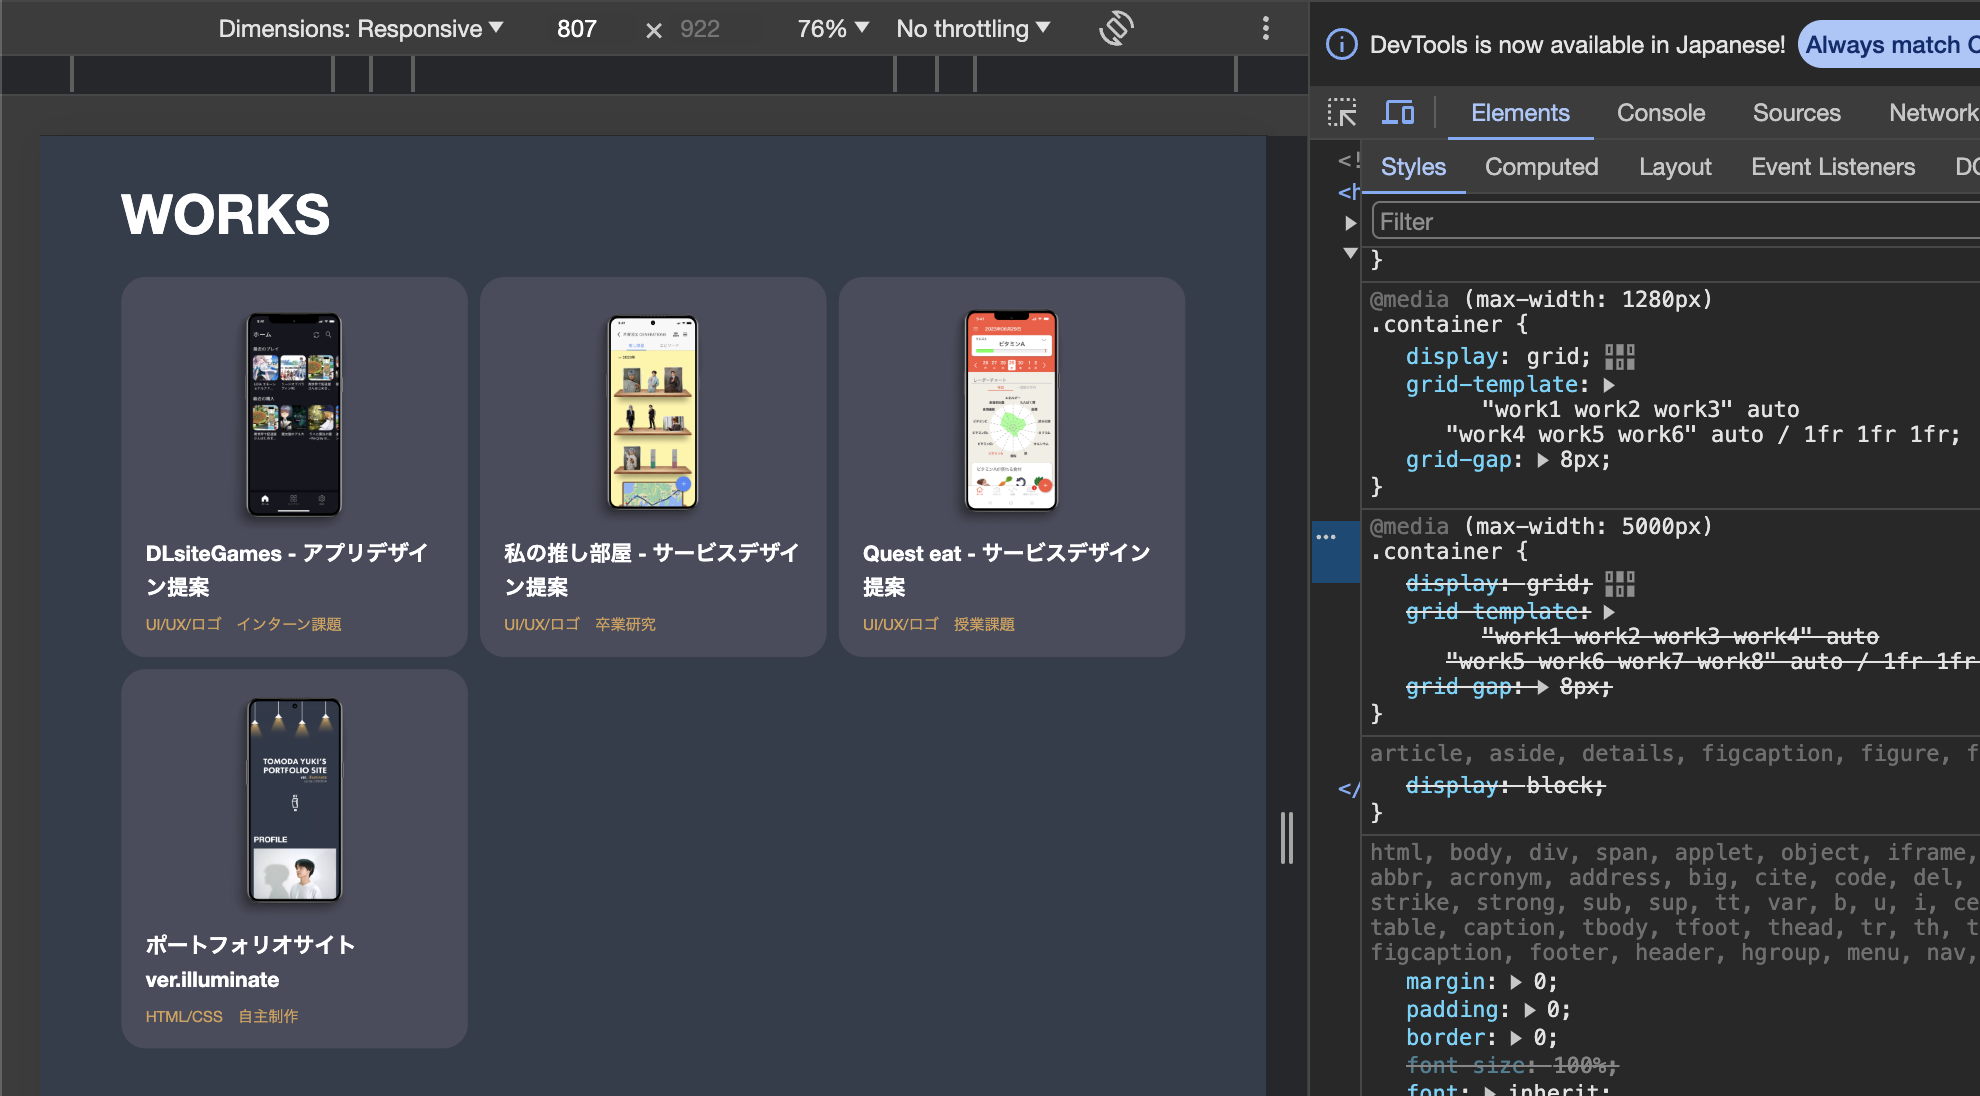 Dimensions: Responsive 807 × 922 76% No throttling
DevTools is now available in Japanese! Always match C
Elements Console Sources Network
Styles Computed Layout Event Listeners DO
Filter
<!
<h
}
@media (max-width: 1280px)
.container {
display: grid;
grid-template:
"work1 work2 work3" auto
"work4 work5 work6" auto / 1fr 1fr 1fr;
grid-gap: 8px;
}
@media (max-width: 5000px)
.container {
display: grid;
grid-template:
"work1 work2 work3 work4" auto
"work5 work6 work7 work8" auto / 1fr 1fr
grid-gap: 8px;
}
article, aside, details, figcaption, figure, f
display: block;
}
</
html, body, div, span, applet, object, iframe,
abbr, acronym, address, big, cite, code, del,
strike, strong, sub, sup, tt, var, b, u, i, ce
table, caption, tbody, tfoot, thead, tr, th, t
figcaption, footer, header, hgroup, menu, nav,
margin: 0;
padding: 0;
border: 0;
font-size: 100%;
font: inherit;
WORKS
ホーム
DLsiteGames - アプリデザイ
ン提案
UI/UX/ロゴ インターン課題
私の推し部屋 - サービスデザイ
ン提案
UI/UX/ロゴ 卒業研究
ビタミンA
Quest eat - サービスデザイン
提案
UI/UX/ロゴ 授業課題
TOMODA YUKI'S
PORTFOLIO SITE
PROFILE
ポートフォリオサイト
ver.illuminate
HTML/CSS 自主制作